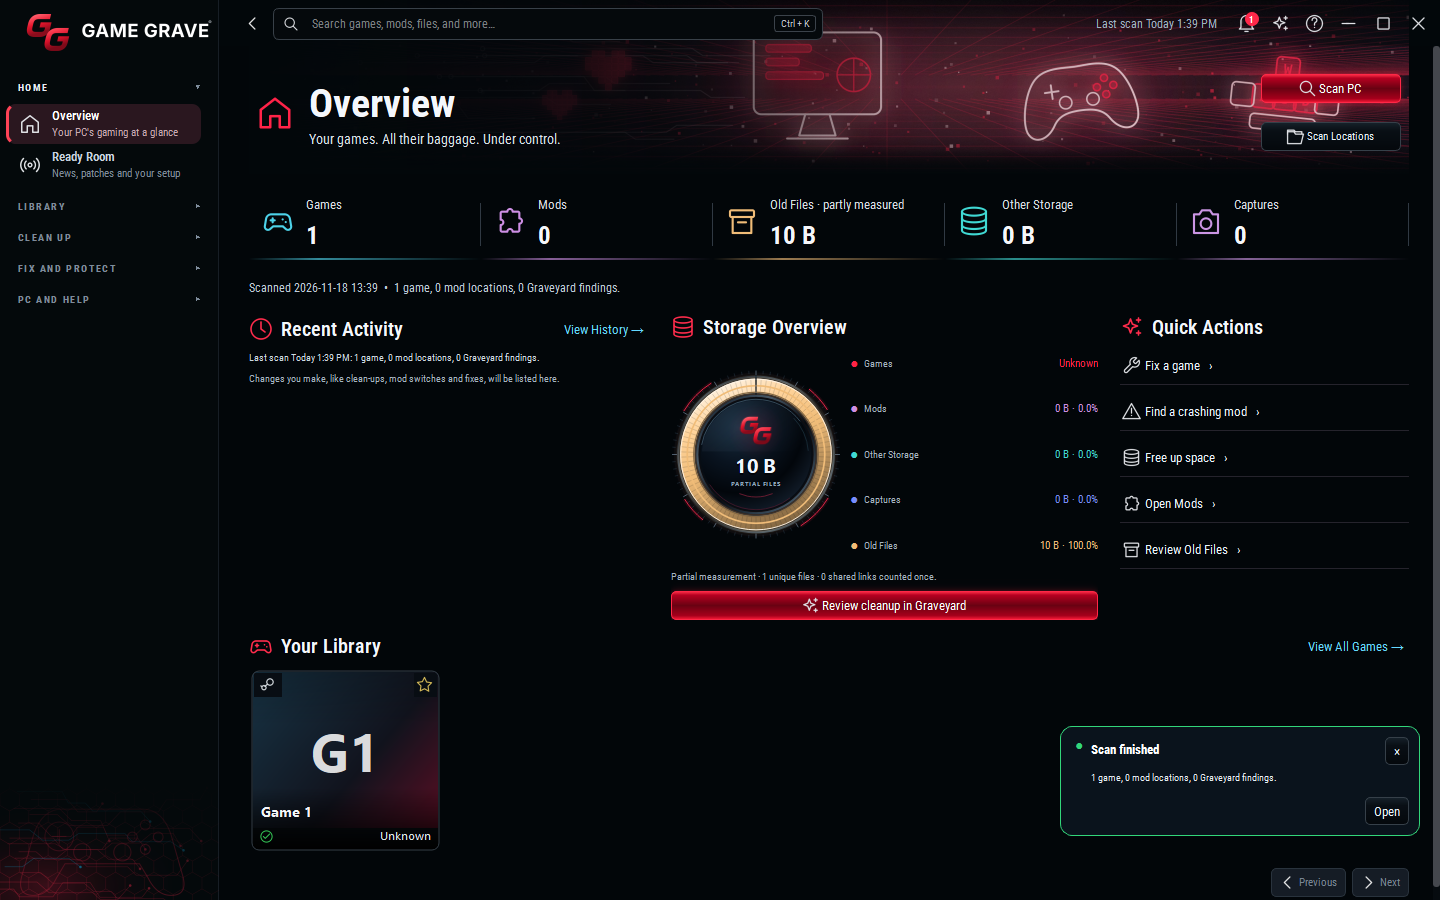 GAME GRAVE
Search games, mods, files, and more...
Ctrl + K
Last scan Today 1:39 PM
1
HOME
Overview
Your PC's gaming at a glance
Ready Room
News, patches and your setup
LIBRARY
CLEAN UP
FIX AND PROTECT
PC AND HELP
Overview
Your games. All their baggage. Under control.
W
Scan PC
Scan Locations
Games
1
Mods
0
Old Files · partly measured
10 B
Other Storage
0 B
Captures
0
Scanned 2026-11-18 13:39 • 1 game, 0 mod locations, 0 Graveyard findings.
Recent Activity
View History →
Last scan Today 1:39 PM: 1 game, 0 mod locations, 0 Graveyard findings.
Changes you make, like clean-ups, mod switches and fixes, will be listed here.
Storage Overview
GG
10 B
PARTIAL FILES
Games Unknown
Mods 0 B · 0.0%
Other Storage 0 B · 0.0%
Captures 0 B · 0.0%
Old Files 10 B · 100.0%
Partial measurement · 1 unique files · 0 shared links counted once.
Review cleanup in Graveyard
Quick Actions
Fix a game ›
Find a crashing mod ›
Free up space ›
Open Mods ›
Review Old Files ›
Your Library
View All Games →
G1
Game 1
Unknown
Scan finished
x
1 game, 0 mod locations, 0 Graveyard findings.
Open
Previous
Next